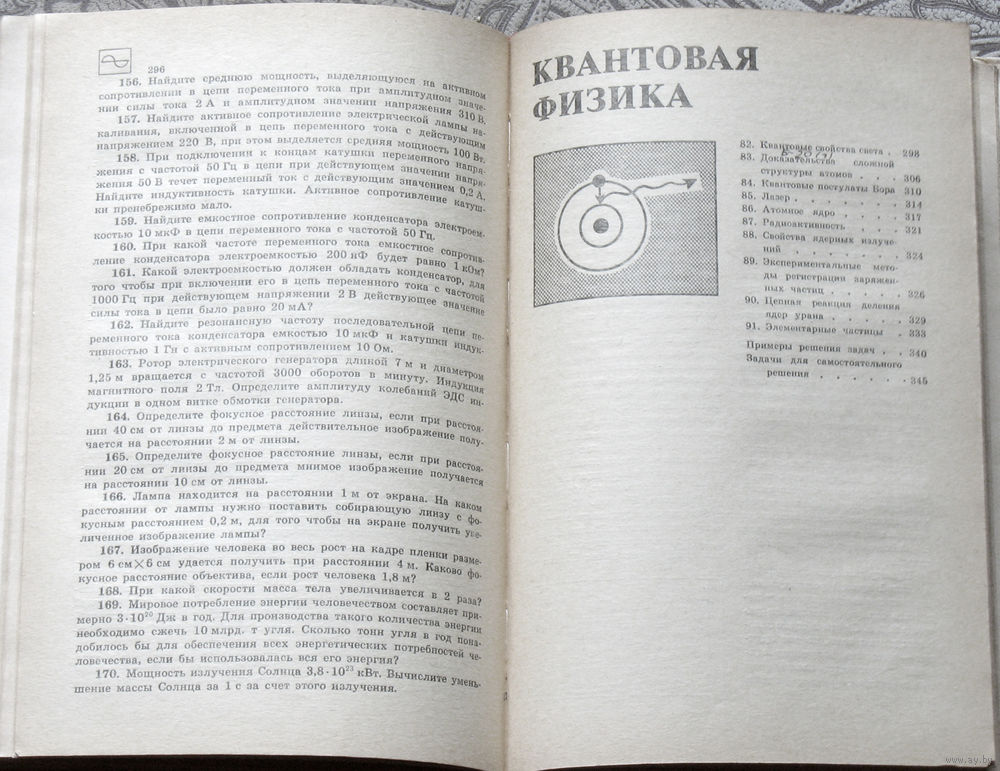 296
156. Найдите среднюю мощность, выделяющуюся на активном
сопротивлении в цепи переменного тока при амплитудном значе-
нии силы тока 2 А и амплитудном значении напряжения 310 В.
157. Найдите активное сопротивление электрической лампы на-
каливания, включенной в цепь переменного тока с действующим
напряжением 220 В, при этом выделяется средняя мощность 100 Вт.
158. При подключении к концам катушки переменного напря-
жения с частотой 50 Гц в цепи при действующем значении напря-
жения 50 В течет переменный ток с действующим значением 0,2 А.
Найдите индуктивность катушки. Активное сопротивление катуш-
ки пренебрежимо мало.
159. Найдите емкостное сопротивление конденсатора электроем-
костью 10 мкФ в цепи переменного тока с частотой 50 Гц.
160. При какой частоте переменного тока емкостное сопротив-
ление конденсатора электроемкостью 200 пФ будет равно 1 кОм?
161. Какой электроемкостью должен обладать конденсатор, для
того чтобы при включении его в цепь переменного тока с частотой
1000 Гц при действующем напряжении 2 В действующее значение
силы тока в цепи было равно 20 мА?
162. Найдите резонансную частоту последовательной цепи пе-
ременного тока конденсатора емкостью 10 мкФ и катушки индук-
тивностью 1 Гн с активным сопротивлением 10 Ом.
163. Ротор электрического генератора длиной 7 м и диаметром
1,25 м вращается с частотой 3000 оборотов в минуту. Индукция
магнитного поля 2 Тл. Определите амплитуду колебаний ЭДС ин-
дукции в одном витке обмотки генератора.
164. Определите фокусное расстояние линзы, если при расстоя-
нии 40 см от линзы до предмета действительное изображение полу-
чается на расстоянии 2 м от линзы.
165. Определите фокусное расстояние линзы, если при расстоя-
нии 20 см от линзы до предмета мнимое изображение получается
на расстоянии 10 см от линзы.
166. Лампа находится на расстоянии 1 м от экрана. На каком
расстоянии от лампы нужно поставить собирающую линзу с фо-
кусным расстоянием 0,2 м, для того чтобы на экране получить уве-
личенное изображение лампы?
167. Изображение человека во весь рост на кадре пленки разме-
ром 6 см×6 см удается получить при расстоянии 4 м. Каково фо-
кусное расстояние объектива, если рост человека 1,8 м?
168. При какой скорости масса тела увеличивается в 2 раза?
169. Мировое потребление энергии человечеством составляет при-
мерно 3·10²⁰ Дж в год. Для производства такого количества энергии
необходимо сжечь 10 млрд. т угля. Сколько тонн угля в год пона-
добилось бы для обеспечения всех энергетических потребностей че-
ловечества, если бы использовалась вся его энергия?
170. Мощность излучения Солнца 3,8·10²³ кВт. Вычислите умень-
шение массы Солнца за 1 с за счет этого излучения.
КВАНТОВАЯ
ФИЗИКА
82. Квантовые свойства света . 298
83. Доказательства сложной
структуры атомов . . . 306
84. Квантовые постулаты Бора 310
85. Лазер . . . . . . . 314
86. Атомное ядро . . . . 317
87. Радиоактивность . . . 321
88. Свойства ядерных излуче-
ний . . . . . . . 324
89. Экспериментальные мето-
ды регистрации заряжен-
ных частиц . . . . . 326
90. Цепная реакция деления
ядер урана . . . . . 329
91. Элементарные частицы . 333
Примеры решения задач . . 340
Задачи для самостоятельного
решения . . . . . . 345
www.ay.by